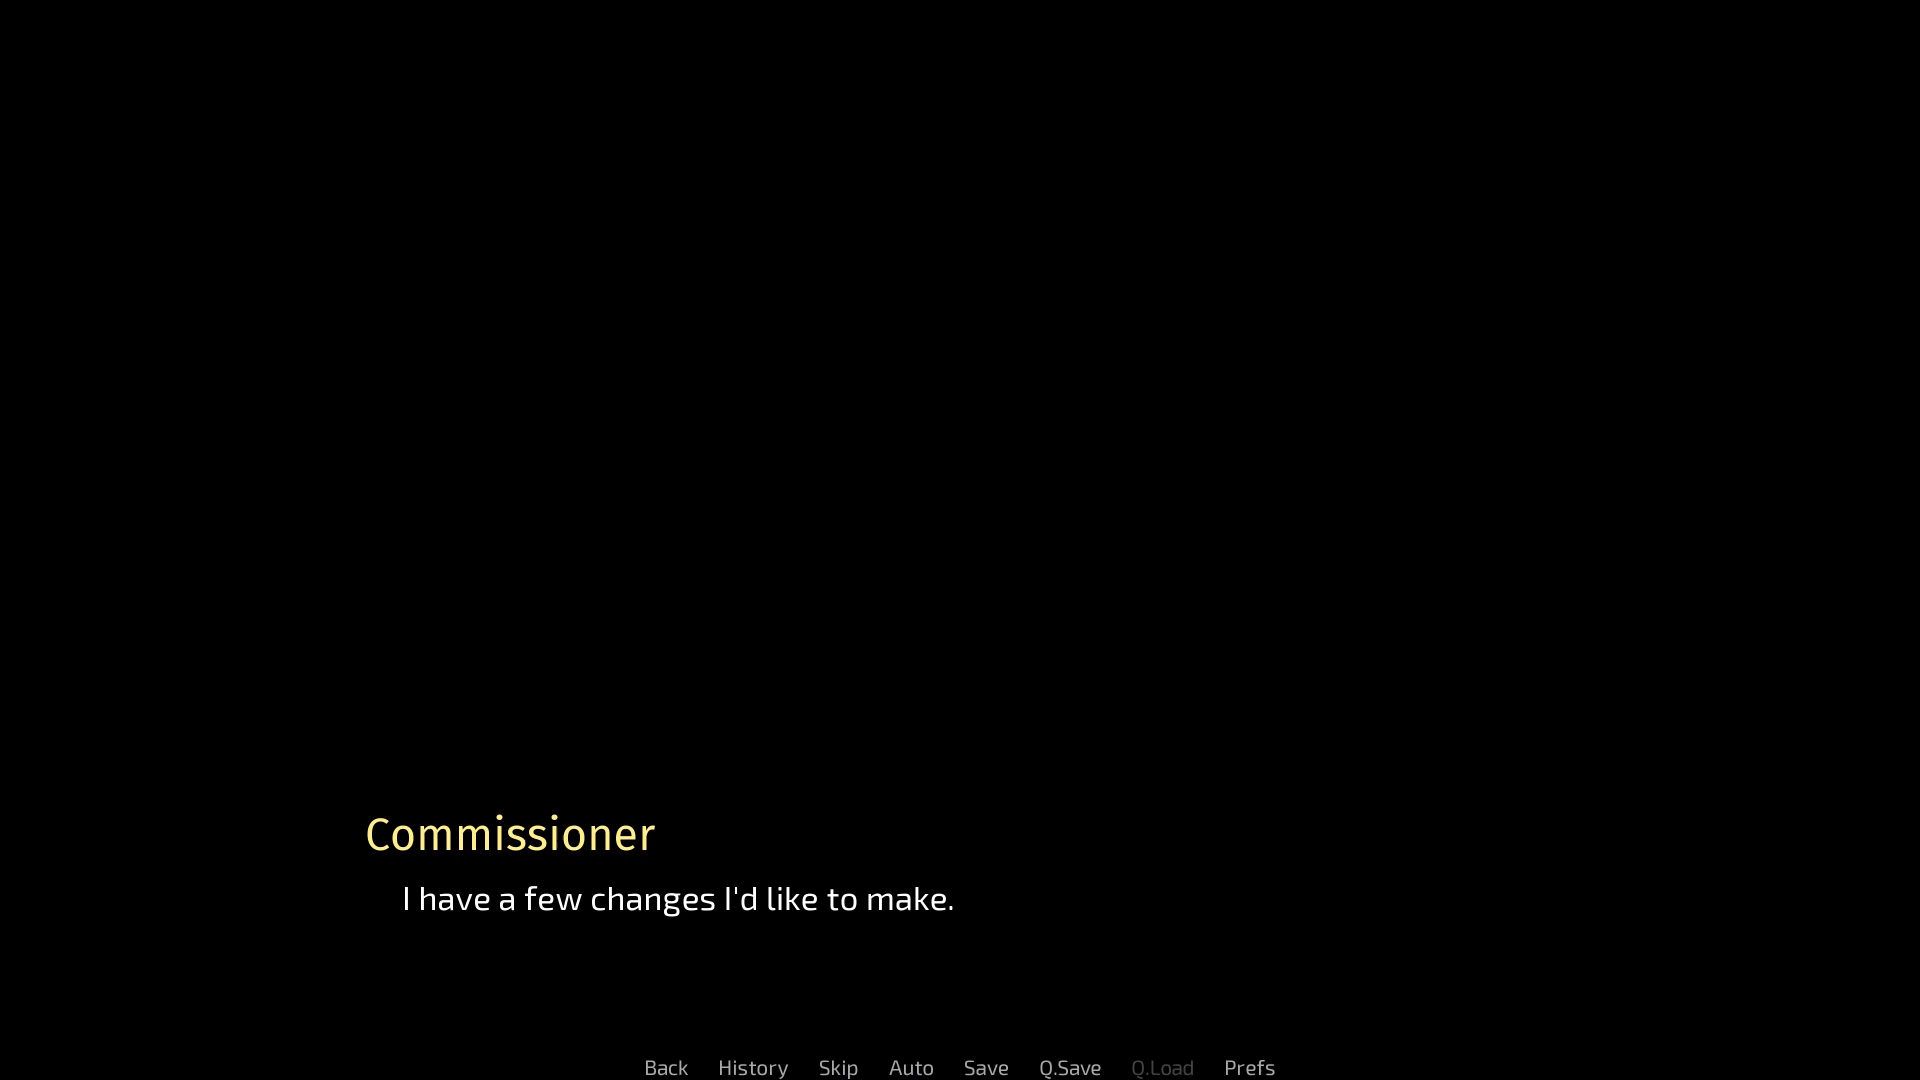 Commissioner
I have a few changes I'd like to make.
Back History Skip Auto Save Q.Save Q.Load Prefs